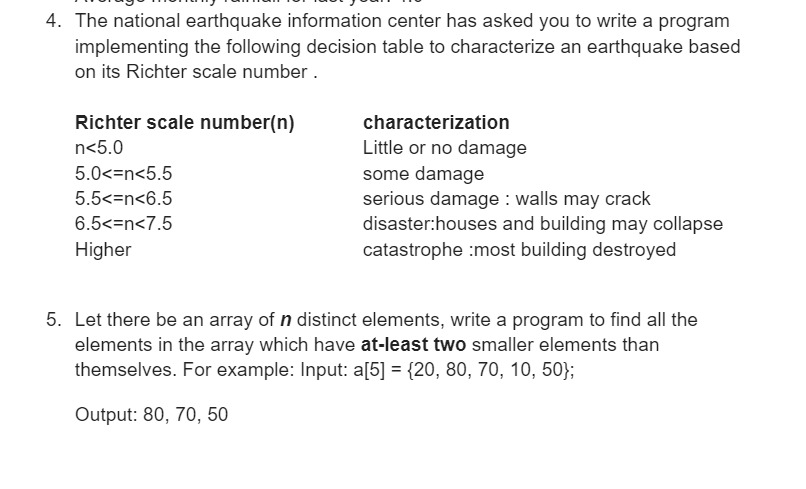 4. The national earthquake information center has asked you to write a program
implementing the following decision table to characterize an earthquake based
on its Richter scale number .
Richter scale number(n) characterization
n<5.0 Little or no damage
5.0<=n<5.5 some damage
5.5<=n<6.5 serious damage : walls may crack
6.5<=n<7.5 disaster:houses and building may collapse
Higher catastrophe :most building destroyed
5. Let there be an array of n distinct elements, write a program to find all the
elements in the array which have at-least two smaller elements than
themselves. For example: Input: a[5] = {20, 80, 70, 10, 50};
Output: 80, 70, 50